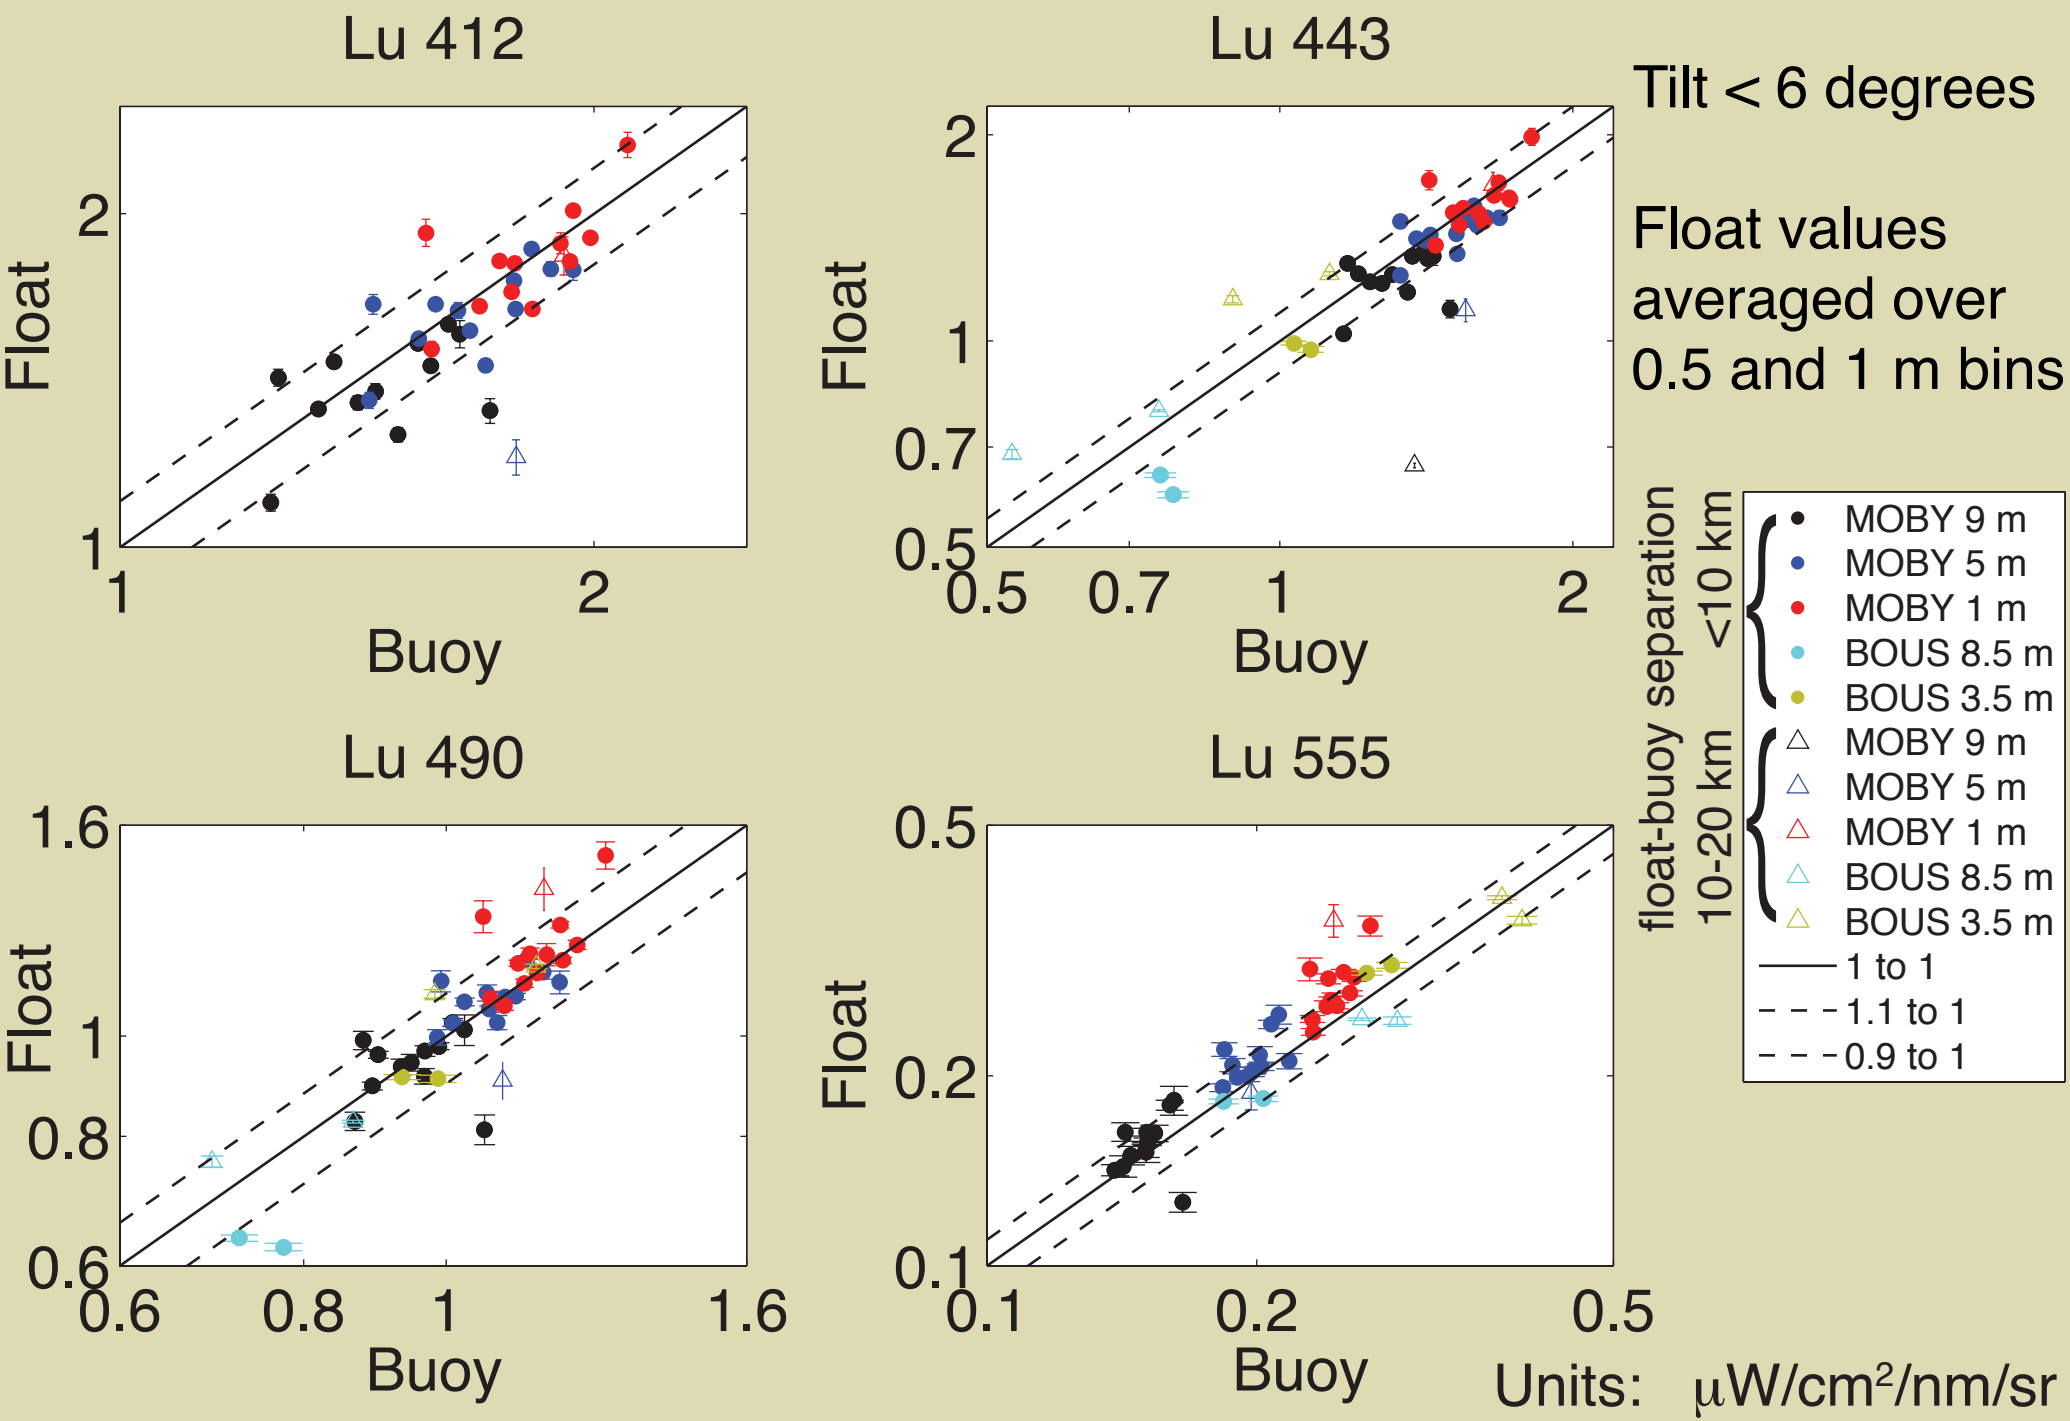 Lu 412
2
1
1
2
Float
Buoy
Lu 443
2
1
0.7
0.5
0.5
0.7
1
2
Float
Buoy
Tilt < 6 degrees
Float values
averaged over
0.5 and 1 m bins
Lu 490
1.6
1
0.8
0.6
0.6
0.8
1
1.6
Float
Buoy
Lu 555
0.5
0.2
0.1
0.1
0.2
0.5
Float
Buoy
float-buoy separation
<10 km
10-20 km
MOBY 9 m
MOBY 5 m
MOBY 1 m
BOUS 8.5 m
BOUS 3.5 m
MOBY 9 m
MOBY 5 m
MOBY 1 m
BOUS 8.5 m
BOUS 3.5 m
1 to 1
1.1 to 1
0.9 to 1
Units: μW/cm²/nm/sr